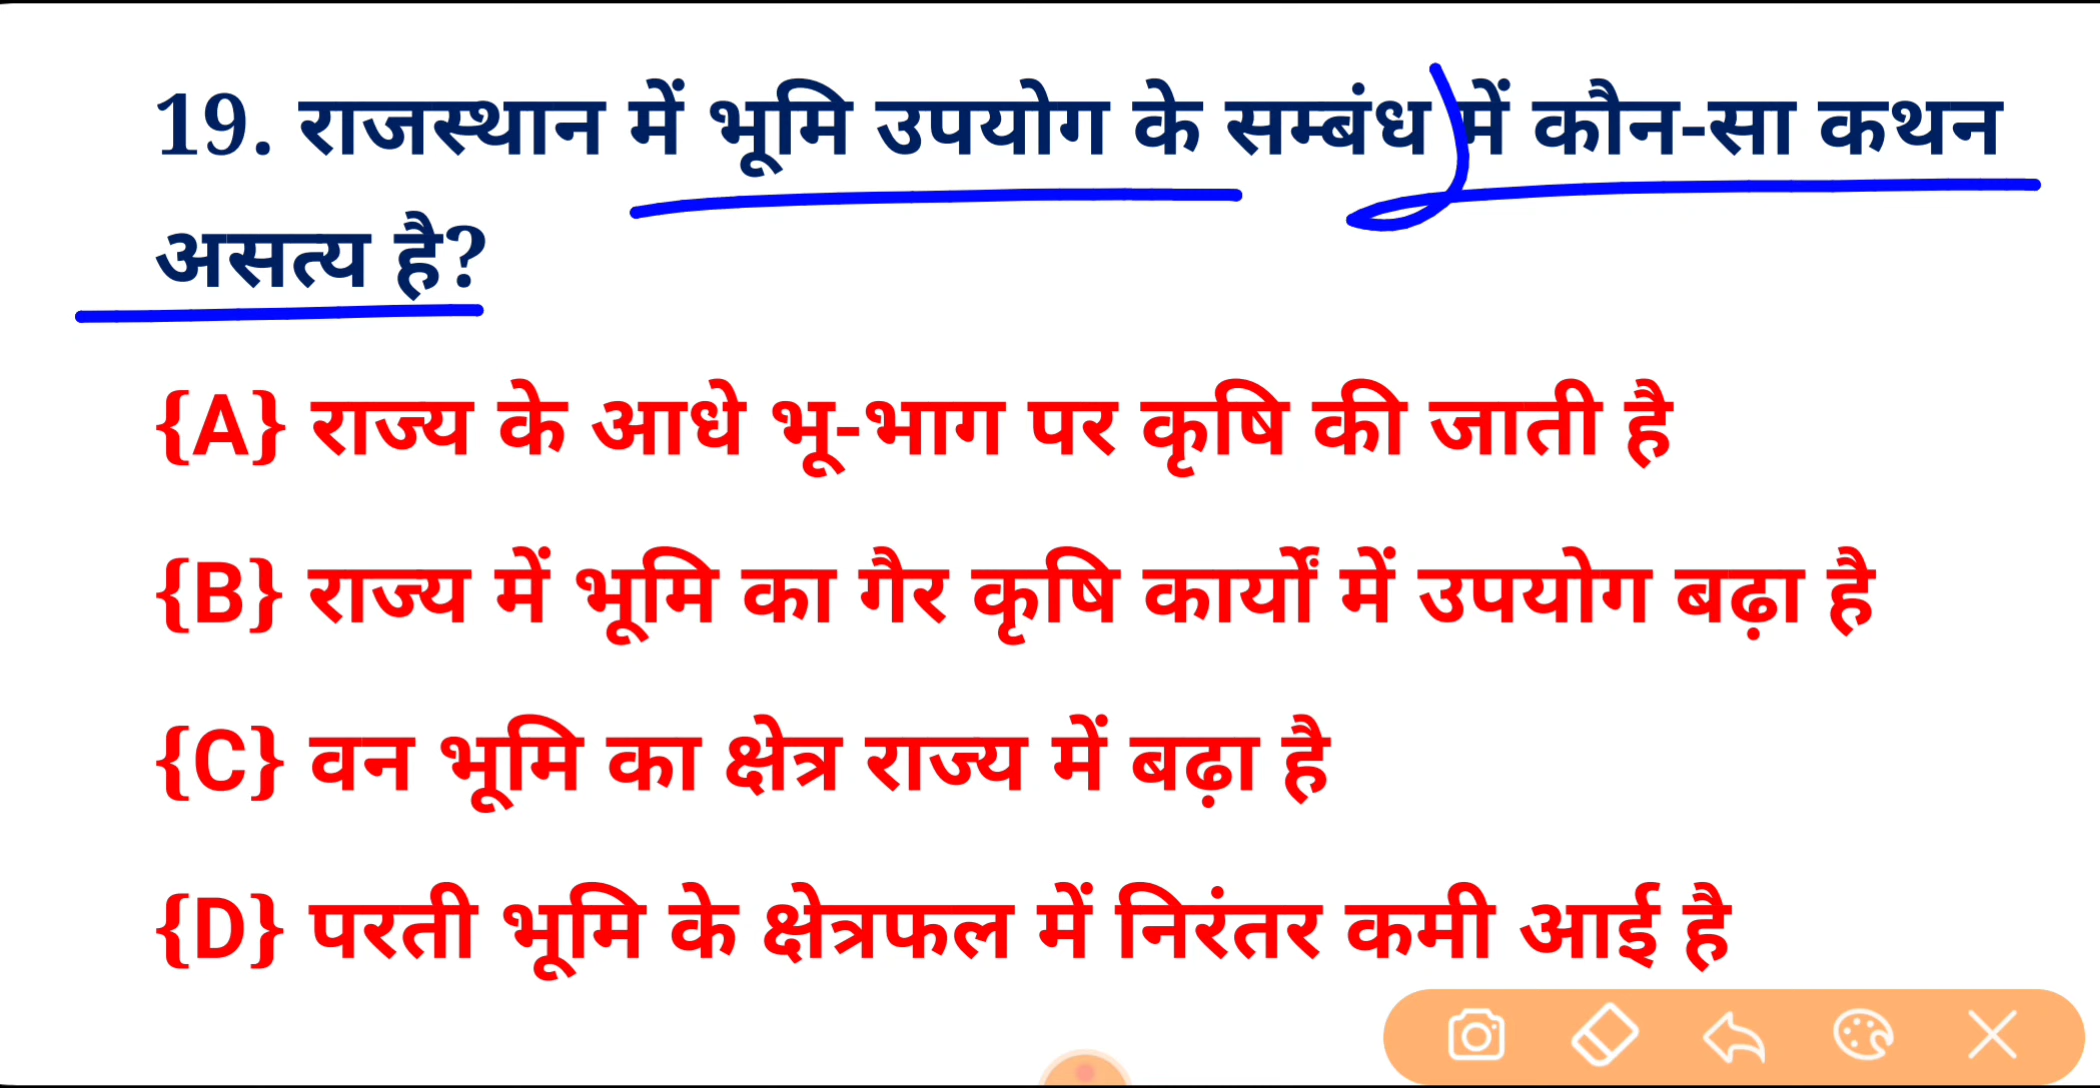 19. राजस्थान में भूमि उपयोग के सम्बंध में कौन-सा कथन
असत्य है?
{A} राज्य के आधे भू-भाग पर कृषि की जाती है
{B} राज्य में भूमि का गैर कृषि कार्यों में उपयोग बढ़ा है
{C} वन भूमि का क्षेत्र राज्य में बढ़ा है
{D} परती भूमि के क्षेत्रफल में निरंतर कमी आई है